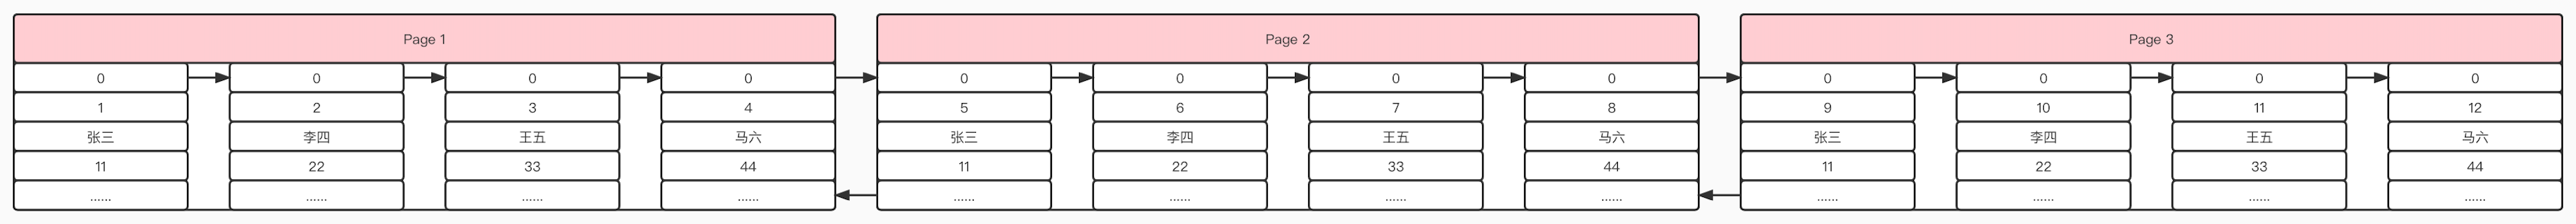 Page 1 Page 2 Page 3
0 0 0 0 0 0 0 0 0 0 0 0
1 2 3 4 5 6 7 8 9 10 11 12
张三 李四 王五 马六 张三 李四 王五 马六 张三 李四 王五 马六
11 22 33 44 11 22 33 44 11 22 33 44
...... ...... ...... ...... ...... ...... ...... ...... ...... ...... ...... ......